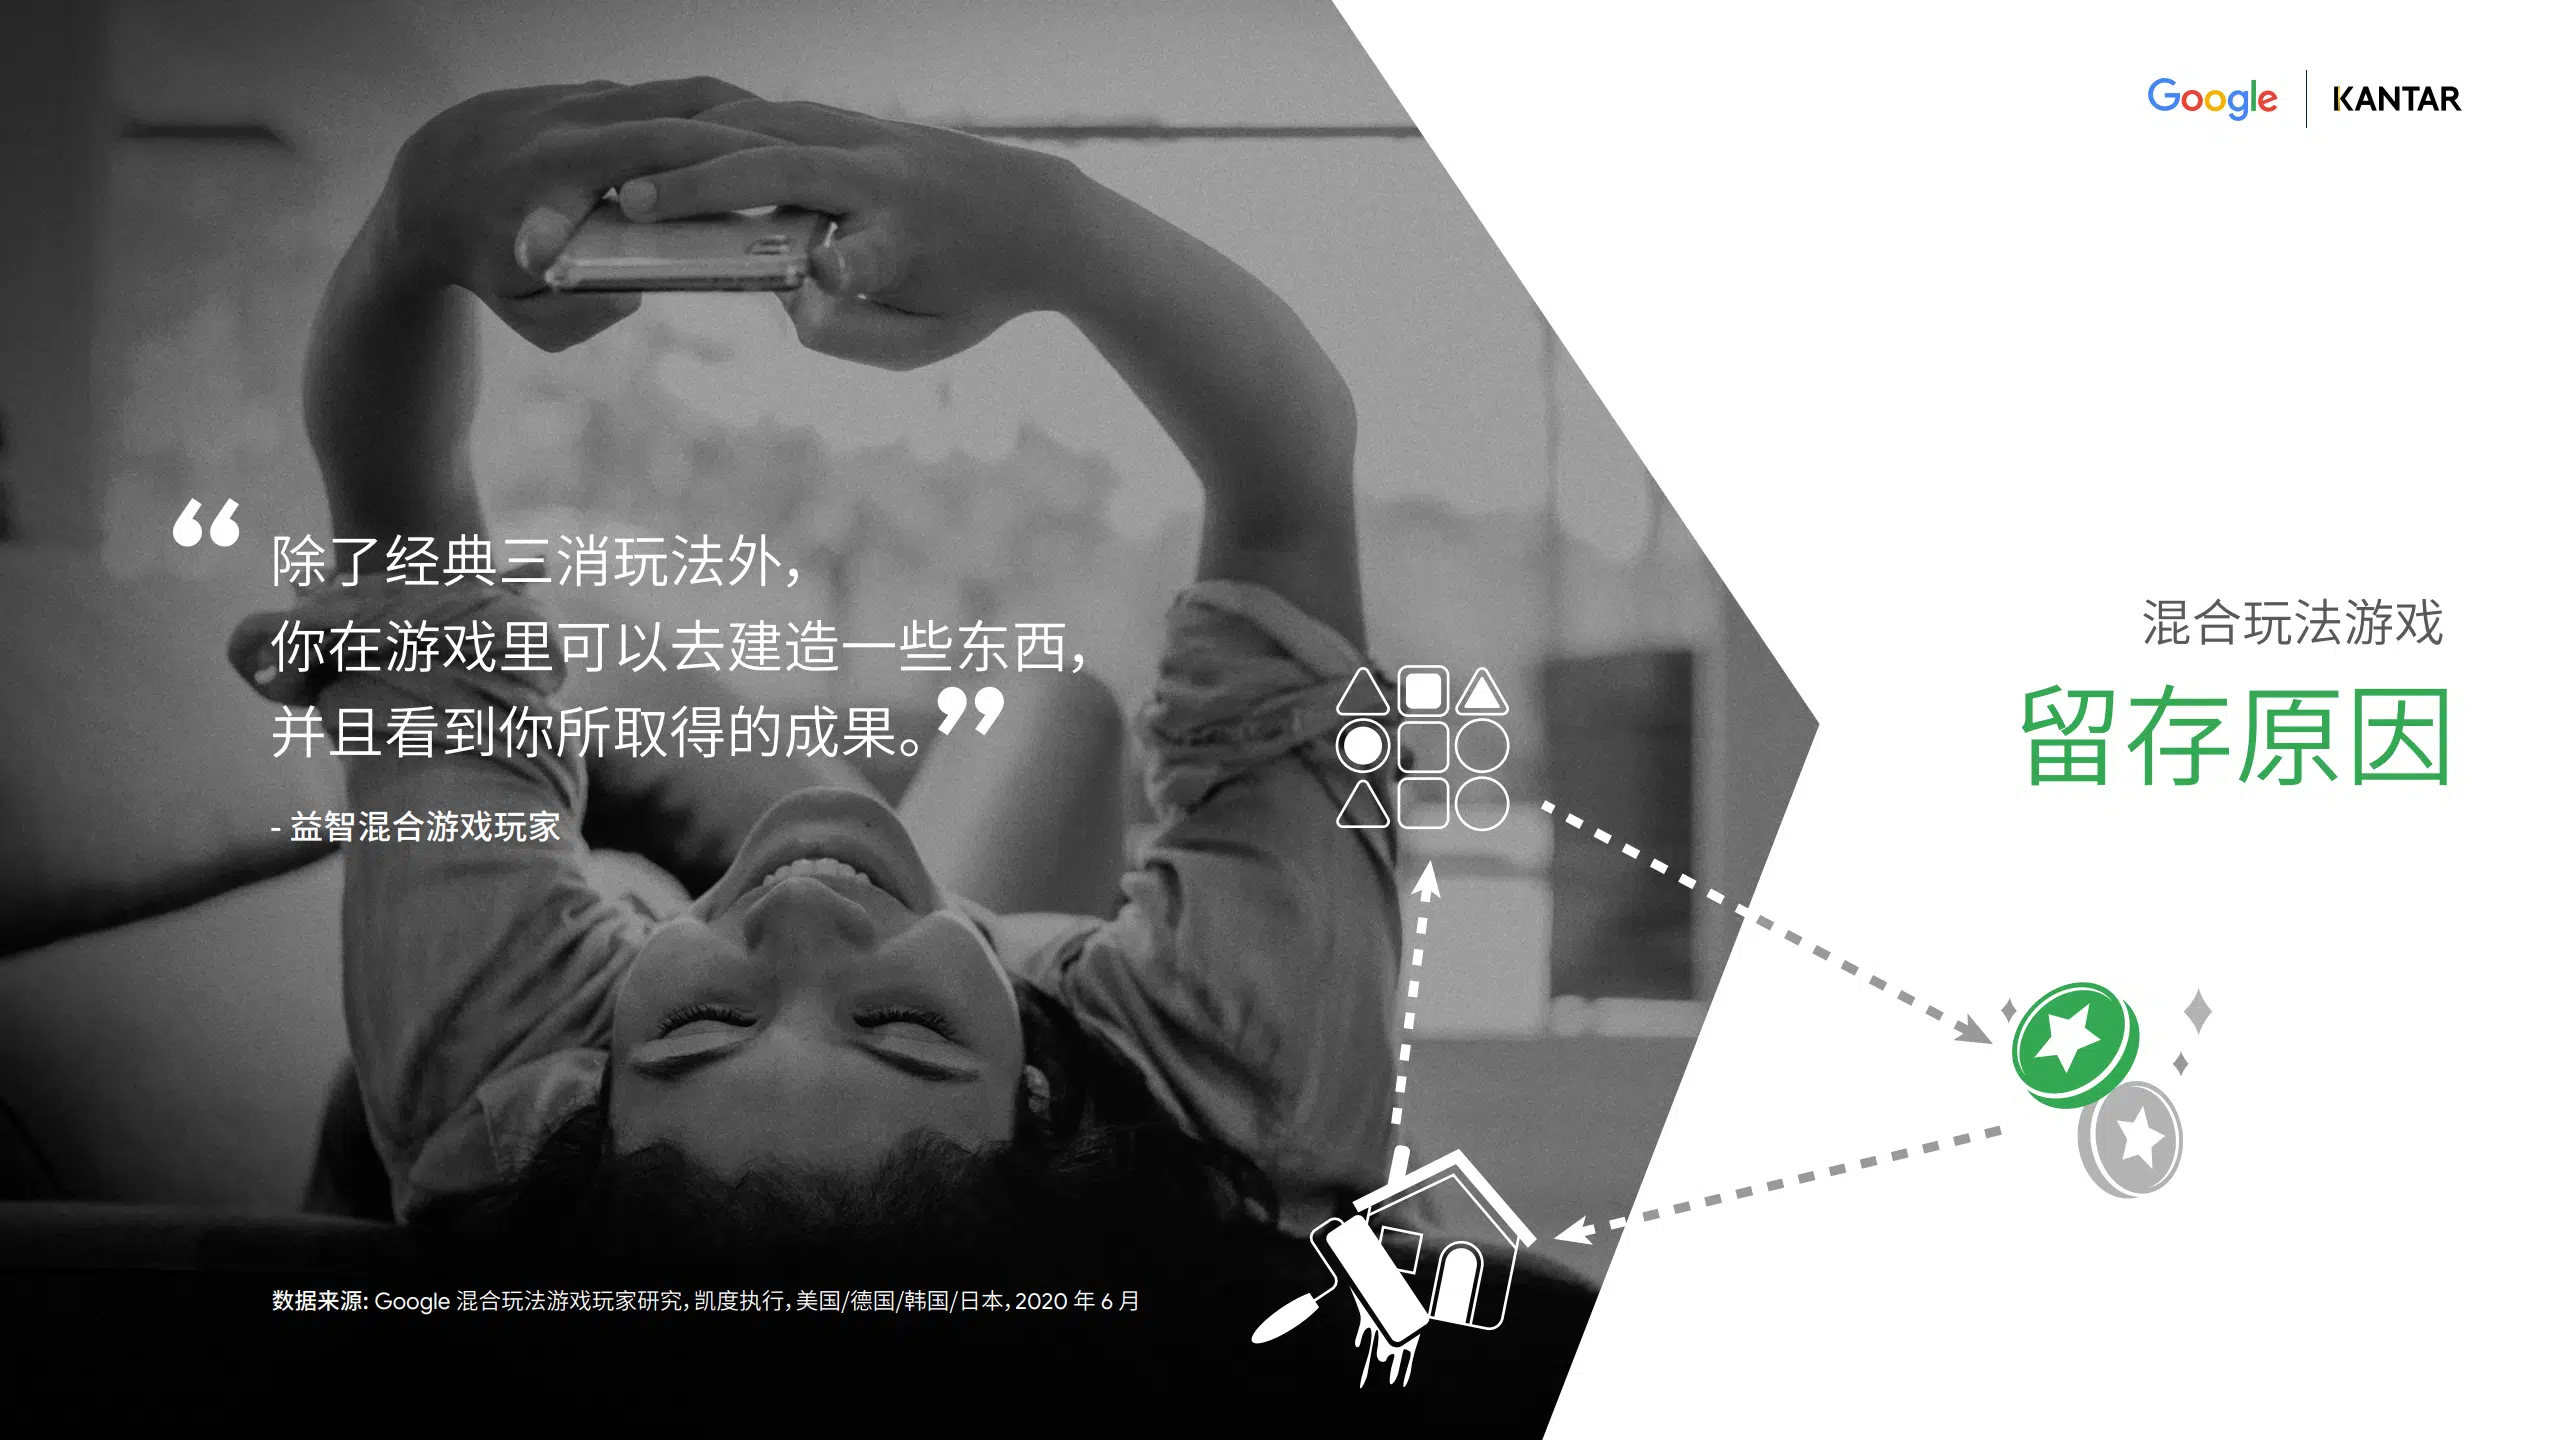 Google | KANTAR
除了经典三消玩法外，
你在游戏里可以去建造一些东西，
并且看到你所取得的成果。”
- 益智混合游戏玩家
混合玩法游戏
留存原因
数据来源: Google 混合玩法游戏玩家研究，凯度执行，美国/德国/韩国/日本，2020 年 6 月